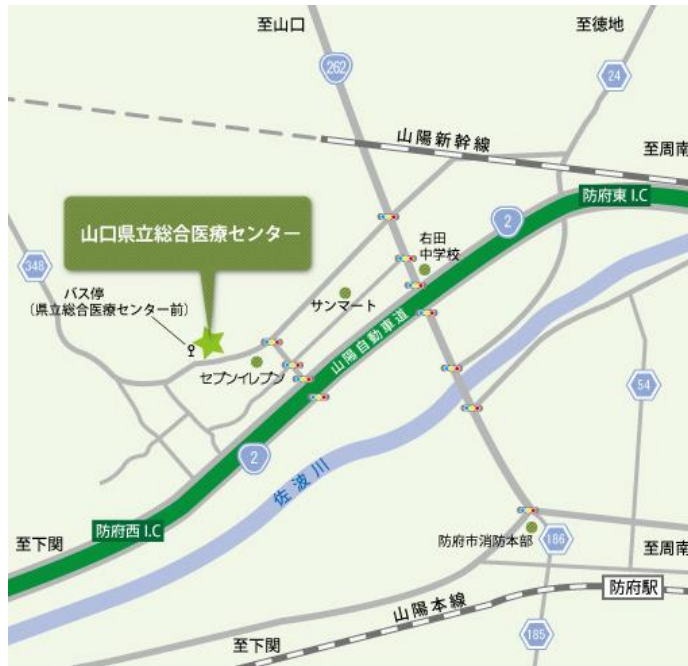 至山口
至徳地
262
24
山陽新幹線
至周南
防府東 I.C
2
山口県立総合医療センター
右田
中学校
348
バス停
（県立総合医療センター前）
サンマート
山陽自動車道
セブンイレブン
54
2
佐波川
防府西 I.C
至下関
防府市消防本部
186
至周南
防府駅
山陽本線
185
至下関